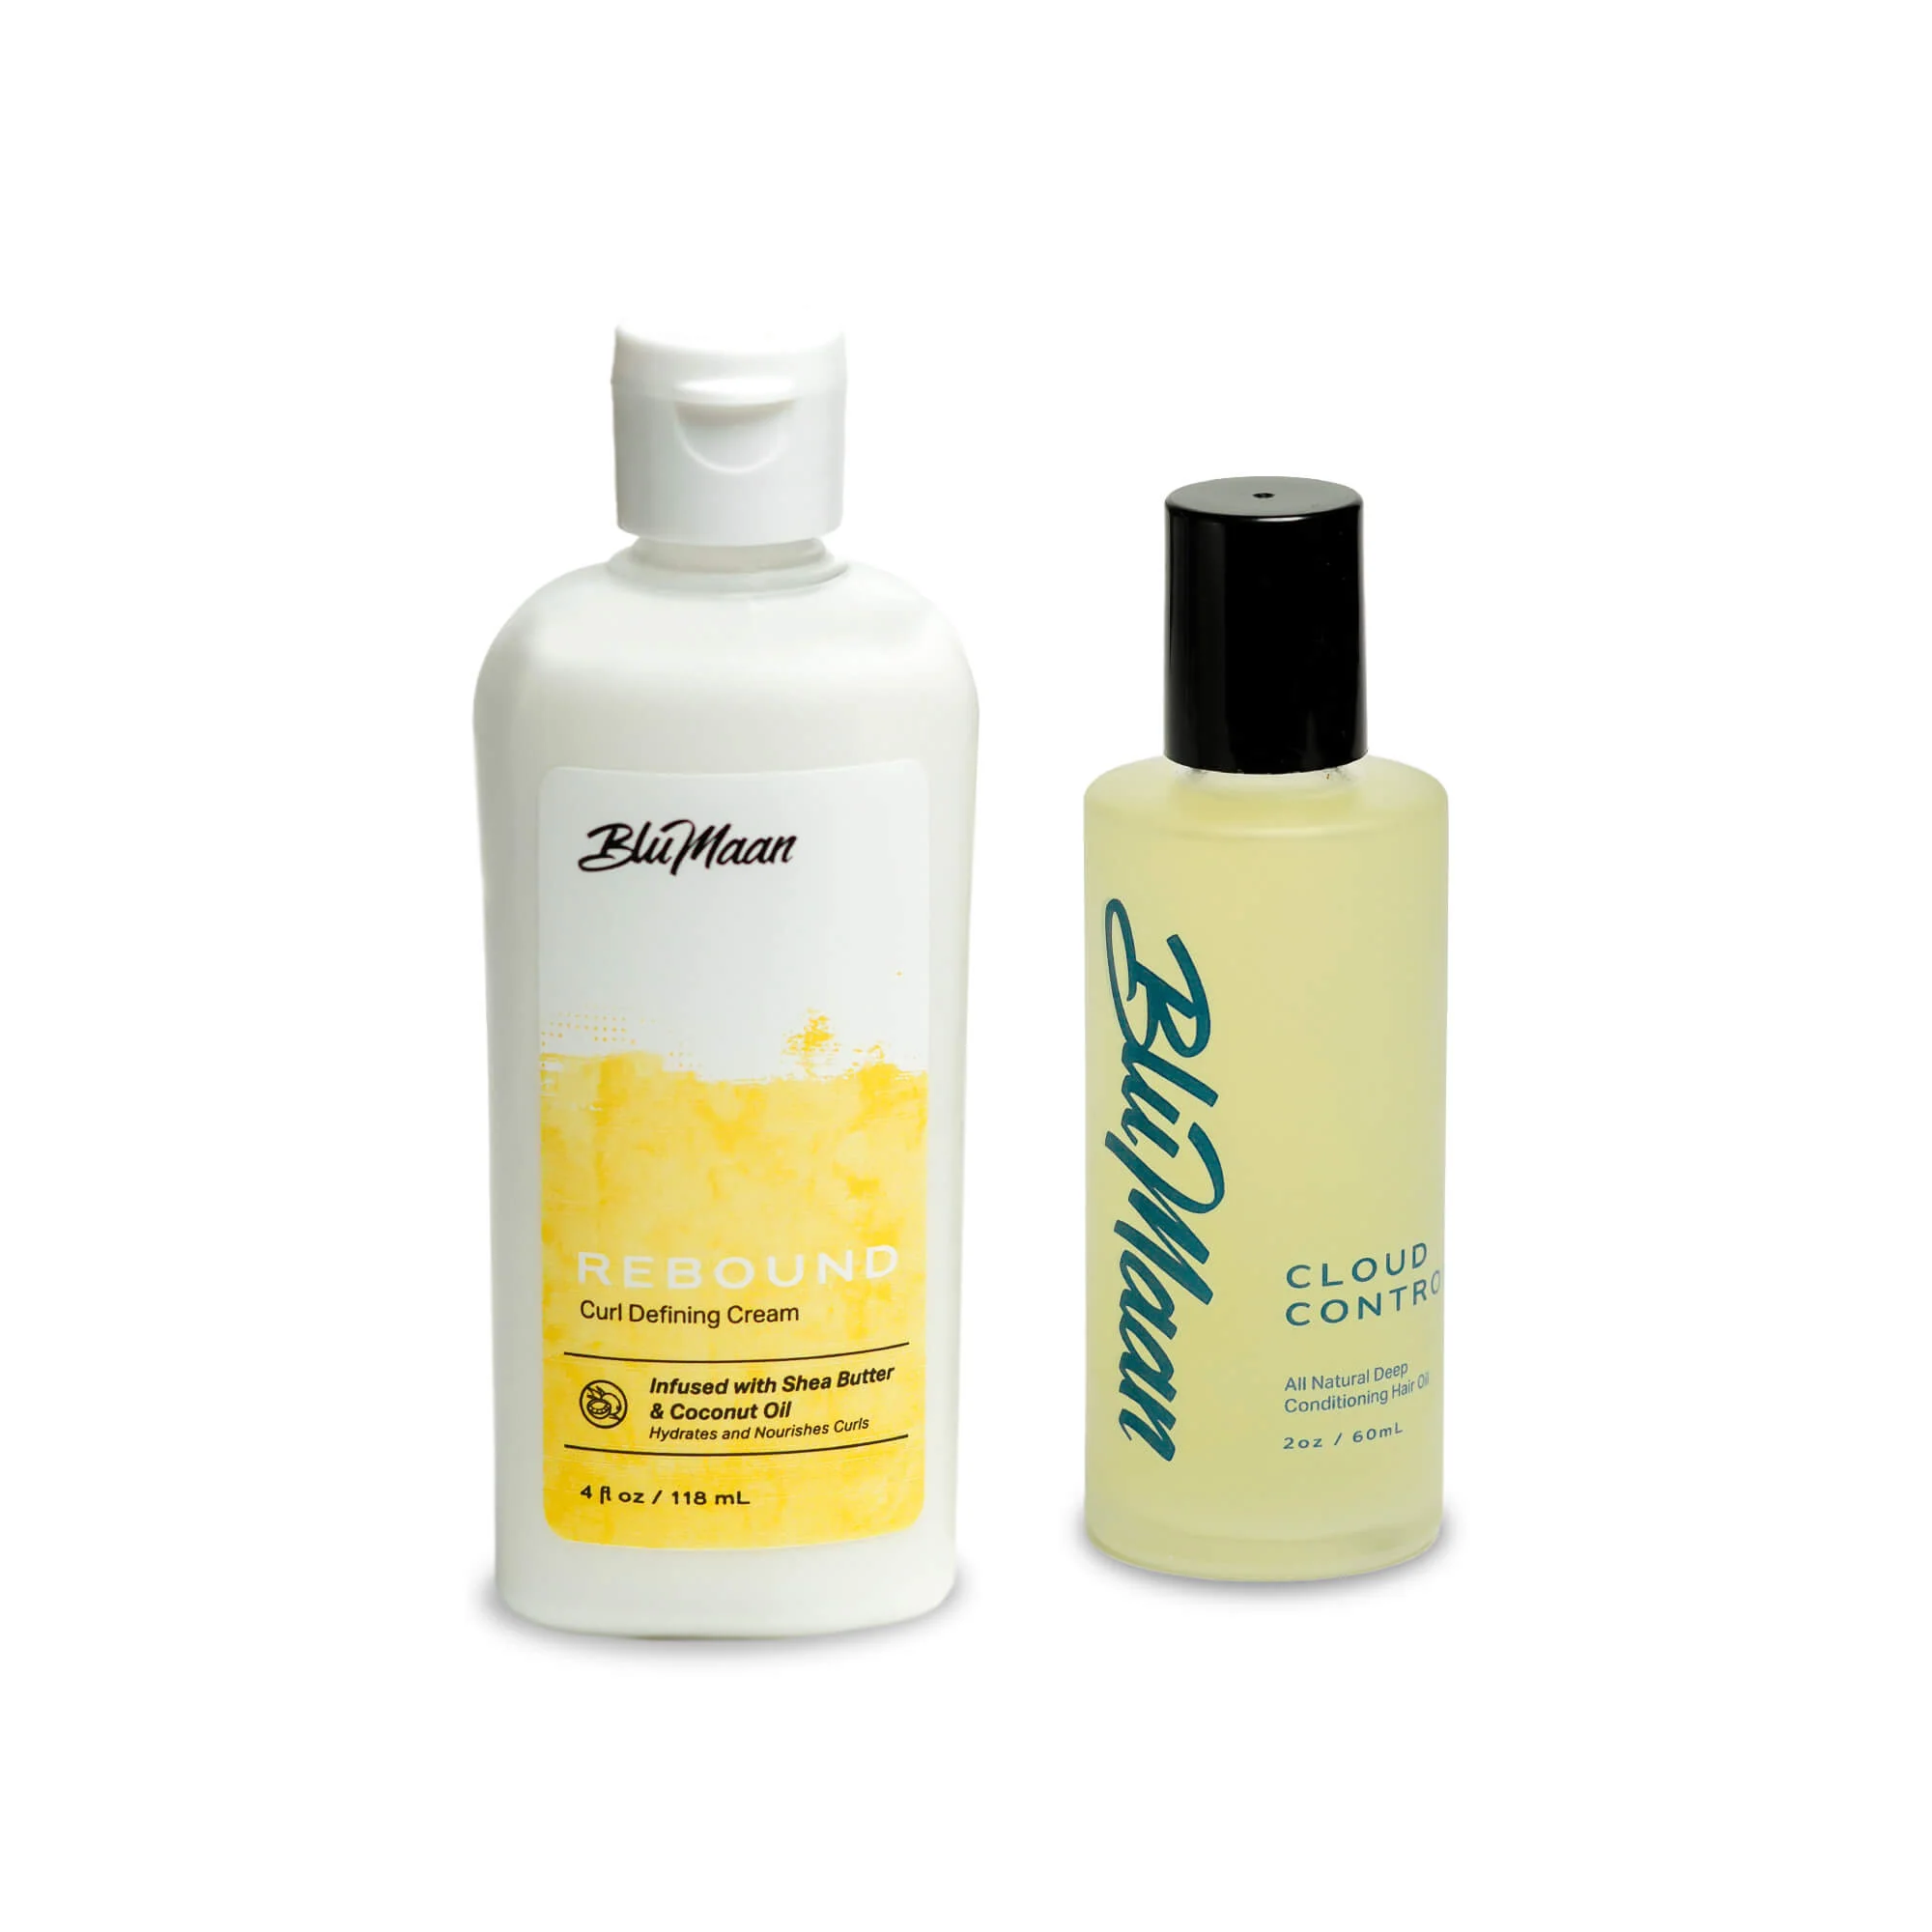 BluMaan
REBOUND
Curl Defining Cream
Infused with Shea Butter
& Coconut Oil
Hydrates and Nourishes Curls
4 fl oz / 118 mL
BluMaan
CLOUD
CONTRO
All Natural Deep
Conditioning Hair Oil
2oz / 60mL